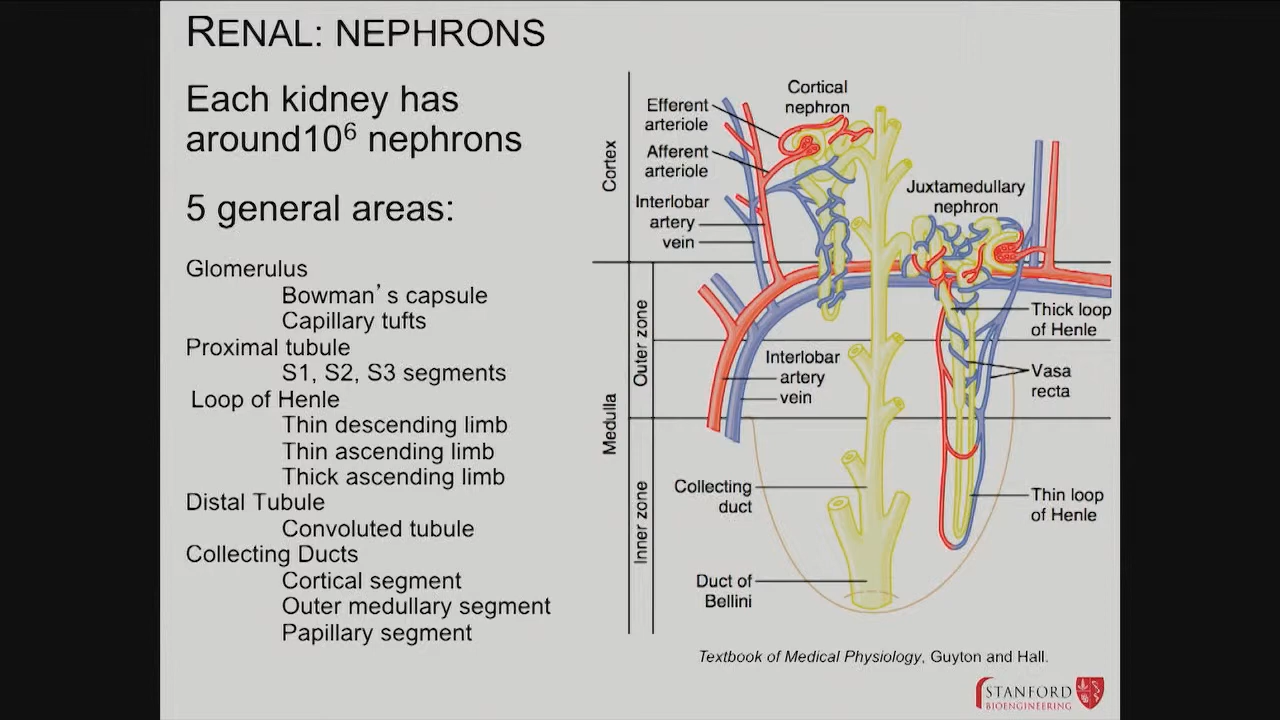 RENAL: NEPHRONS
Each kidney has
around10⁶ nephrons
5 general areas:
Glomerulus
Bowman's capsule
Capillary tufts
Proximal tubule
S1, S2, S3 segments
Loop of Henle
Thin descending limb
Thin ascending limb
Thick ascending limb
Distal Tubule
Convoluted tubule
Collecting Ducts
Cortical segment
Outer medullary segment
Papillary segment
Cortical
nephron
Efferent
arteriole
Afferent
arteriole
Interlobar
artery
vein
Cortex
Juxtamedullary
nephron
Medulla
Outer zone
Inner zone
Thick loop
of Henle
Interlobar
artery
vein
Vasa
recta
Collecting
duct
Thin loop
of Henle
Duct of
Bellini
Textbook of Medical Physiology, Guyton and Hall.
STANFORD
BIOENGINEERING